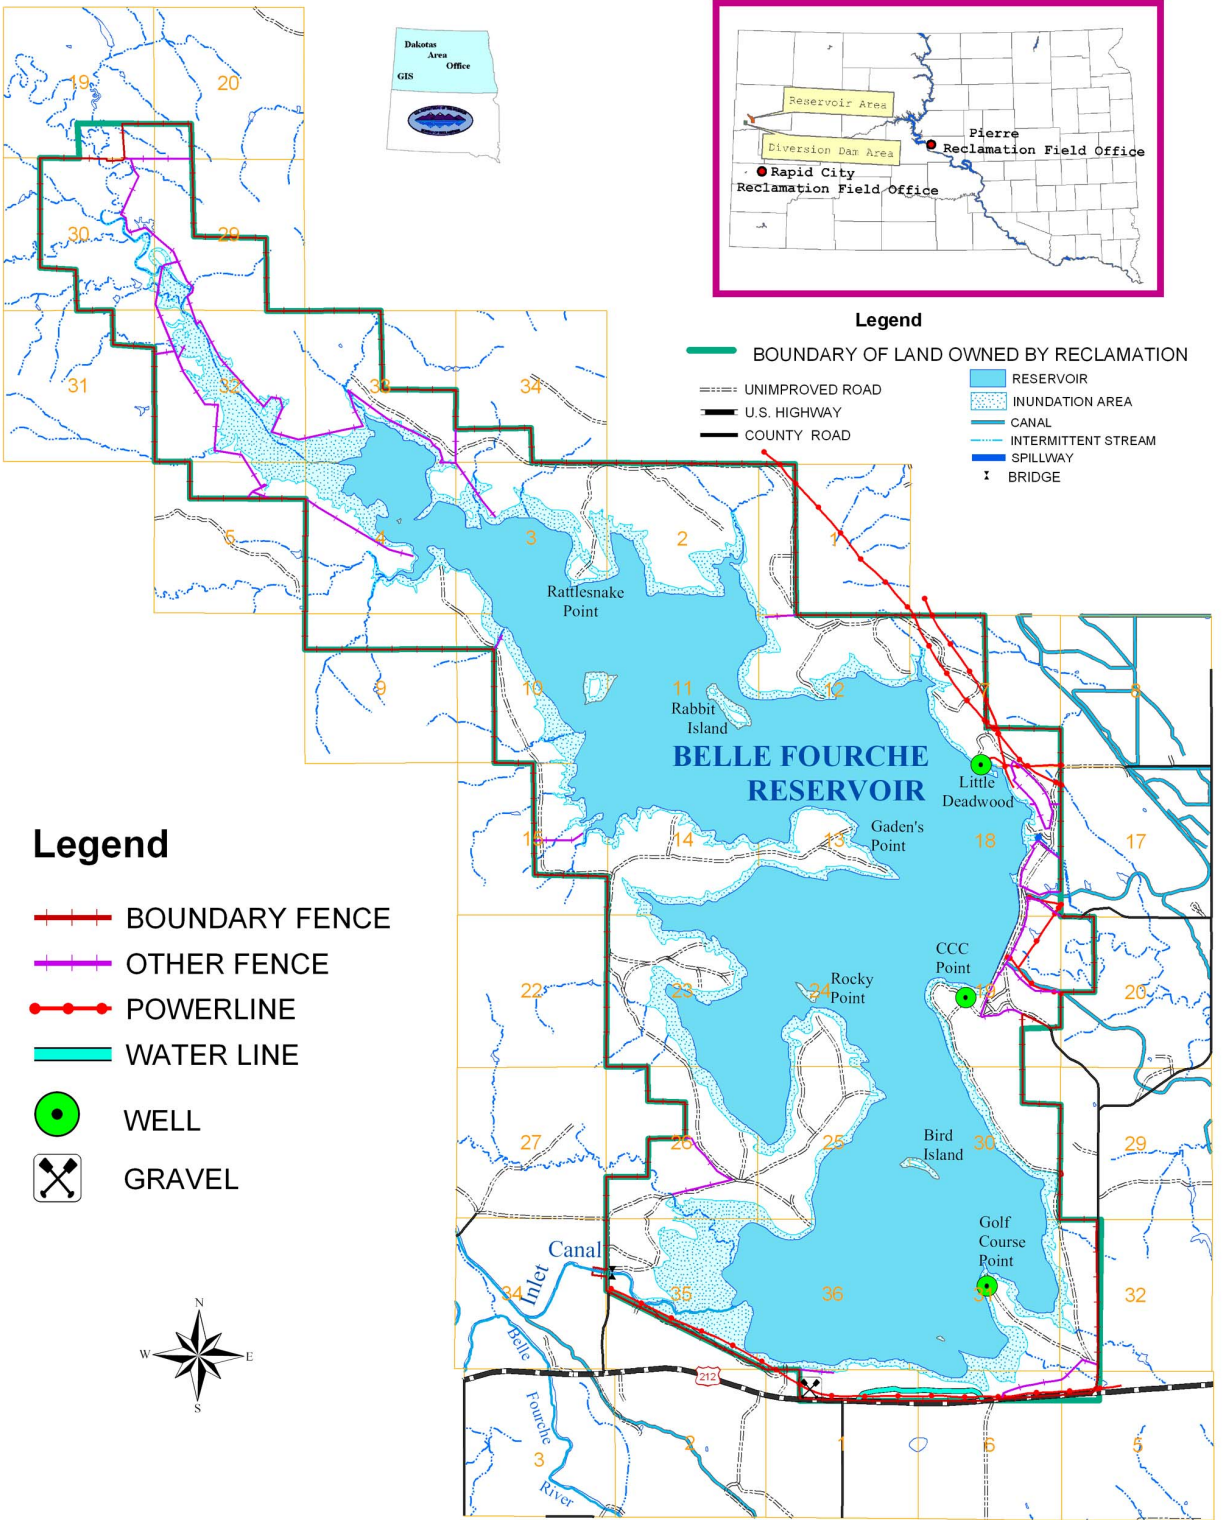 Dakotas
Area
Office
GIS
Reservoir Area
Diversion Dam Area
Pierre
Reclamation Field Office
Rapid City
Reclamation Field Office
Legend
BOUNDARY OF LAND OWNED BY RECLAMATION
UNIMPROVED ROAD
U.S. HIGHWAY
COUNTY ROAD
RESERVOIR
INUNDATION AREA
CANAL
INTERMITTENT STREAM
SPILLWAY
BRIDGE
19
20
30
29
31
32
33
34
5
4
3
2
1
Rattlesnake
Point
9
10
11
12
7
8
Rabbit
Island
BELLE FOURCHE
RESERVOIR
Little
Deadwood
Gaden's
Point
15
14
13
18
17
CCC
Point
Rocky
Point
22
23
24
19
20
27
26
25
30
29
Bird
Island
Golf
Course
Point
Inlet Canal
34
35
36
31
32
Belle
Fourche
River
212
3
2
1
6
5
Legend
BOUNDARY FENCE
OTHER FENCE
POWERLINE
WATER LINE
WELL
GRAVEL
N
W
E
S